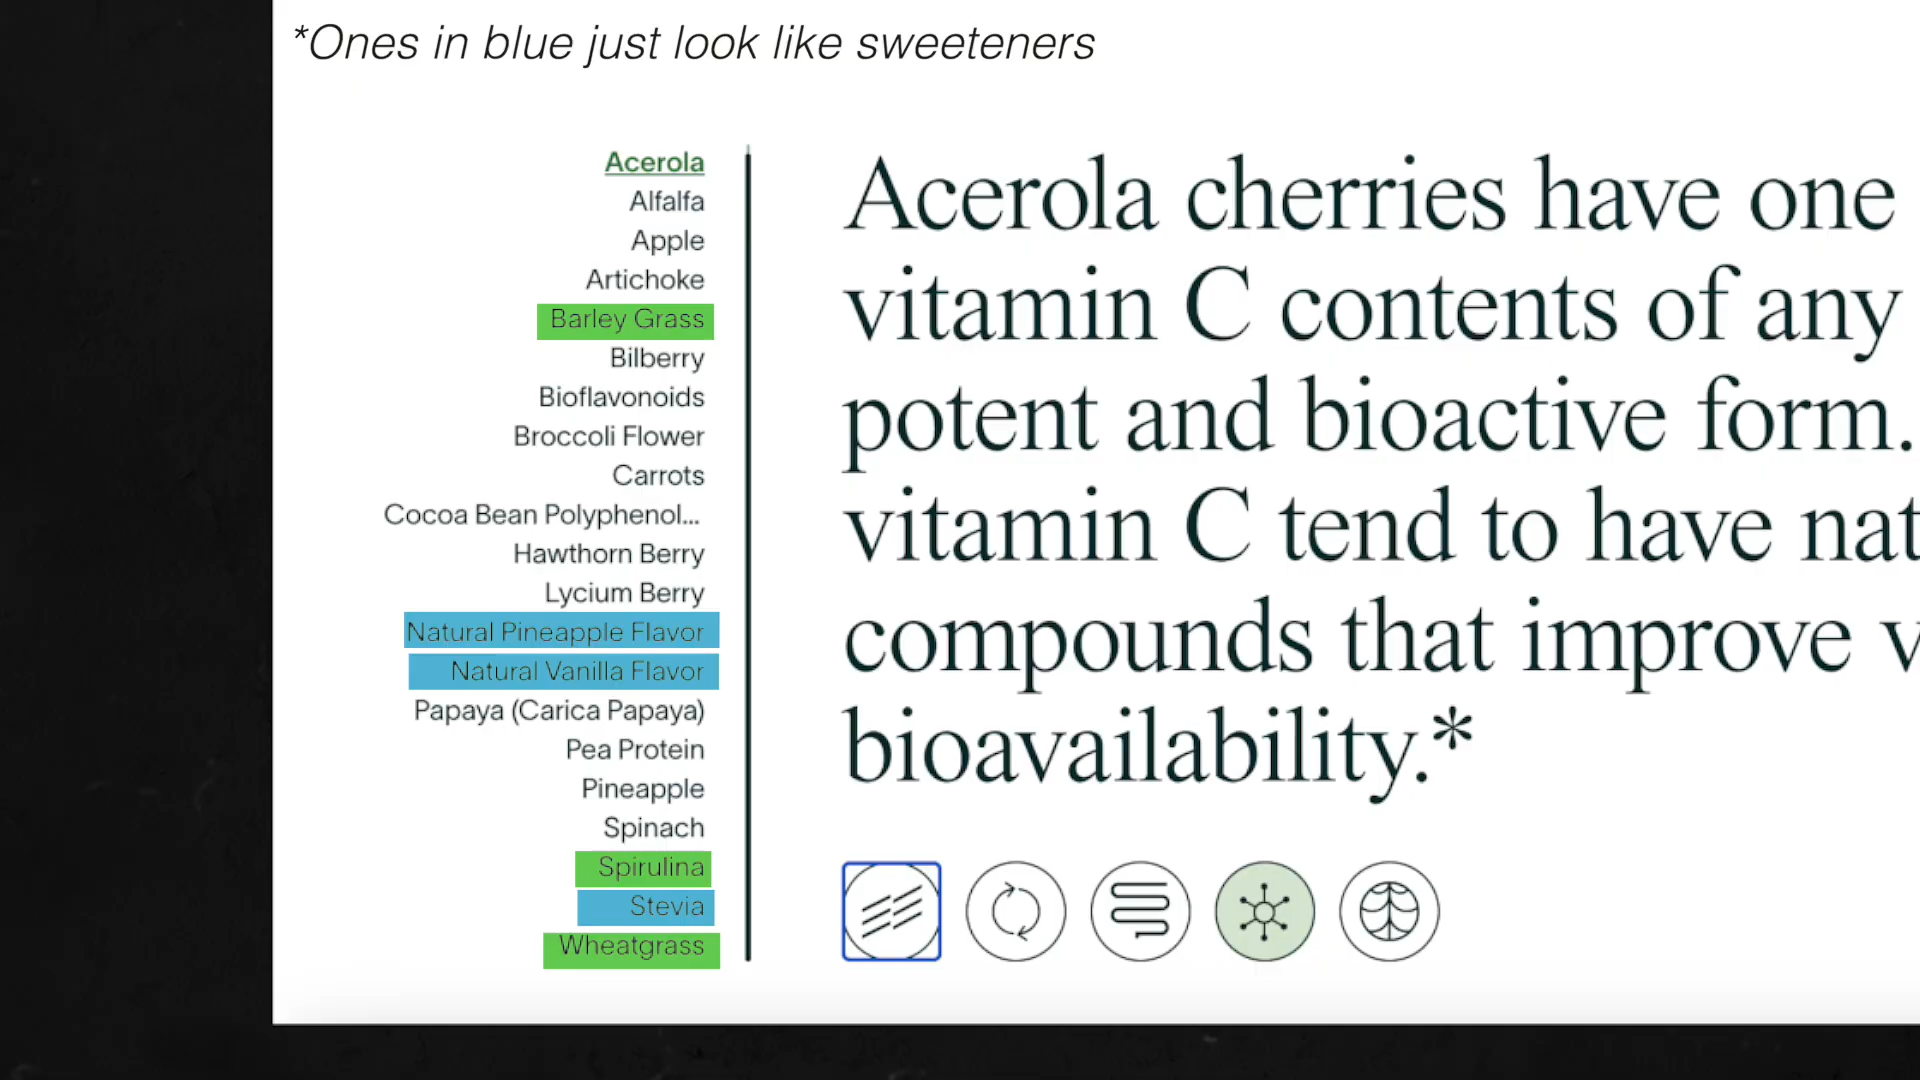 *Ones in blue just look like sweeteners
Acerola
Alfalfa
Apple
Artichoke
Barley Grass
Bilberry
Bioflavonoids
Broccoli Flower
Carrots
Cocoa Bean Polyphenol...
Hawthorn Berry
Lycium Berry
Natural Pineapple Flavor
Natural Vanilla Flavor
Papaya (Carica Papaya)
Pea Protein
Pineapple
Spinach
Spirulina
Stevia
Wheatgrass
Acerola cherries have one
vitamin C contents of any
potent and bioactive form.
vitamin C tend to have nat
compounds that improve v
bioavailability.*